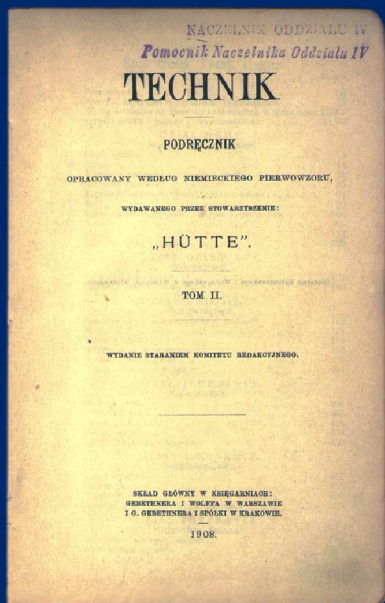 NACZELNIK ODDZIAŁU IV
Pomocnik Naczelnika Oddziału IV
TECHNIK
PODRĘCZNIK
OPRACOWANY WEDŁUG NIEMIECKIEGO PIERWOWZORU,
WYDAWANEGO PRZEZ STOWARZYSZENIE:
„HÜTTE”.
TOM II.
WYDANIE STARANIEM KOMITETU REDAKCYJNEGO.
SKŁAD GŁÓWNY W KSIĘGARNIACH:
GEBETHNERA I WOLFFA W WARSZAWIE
I G. GEBETHNERA I SPÓŁKI W KRAKOWIE.
1908.